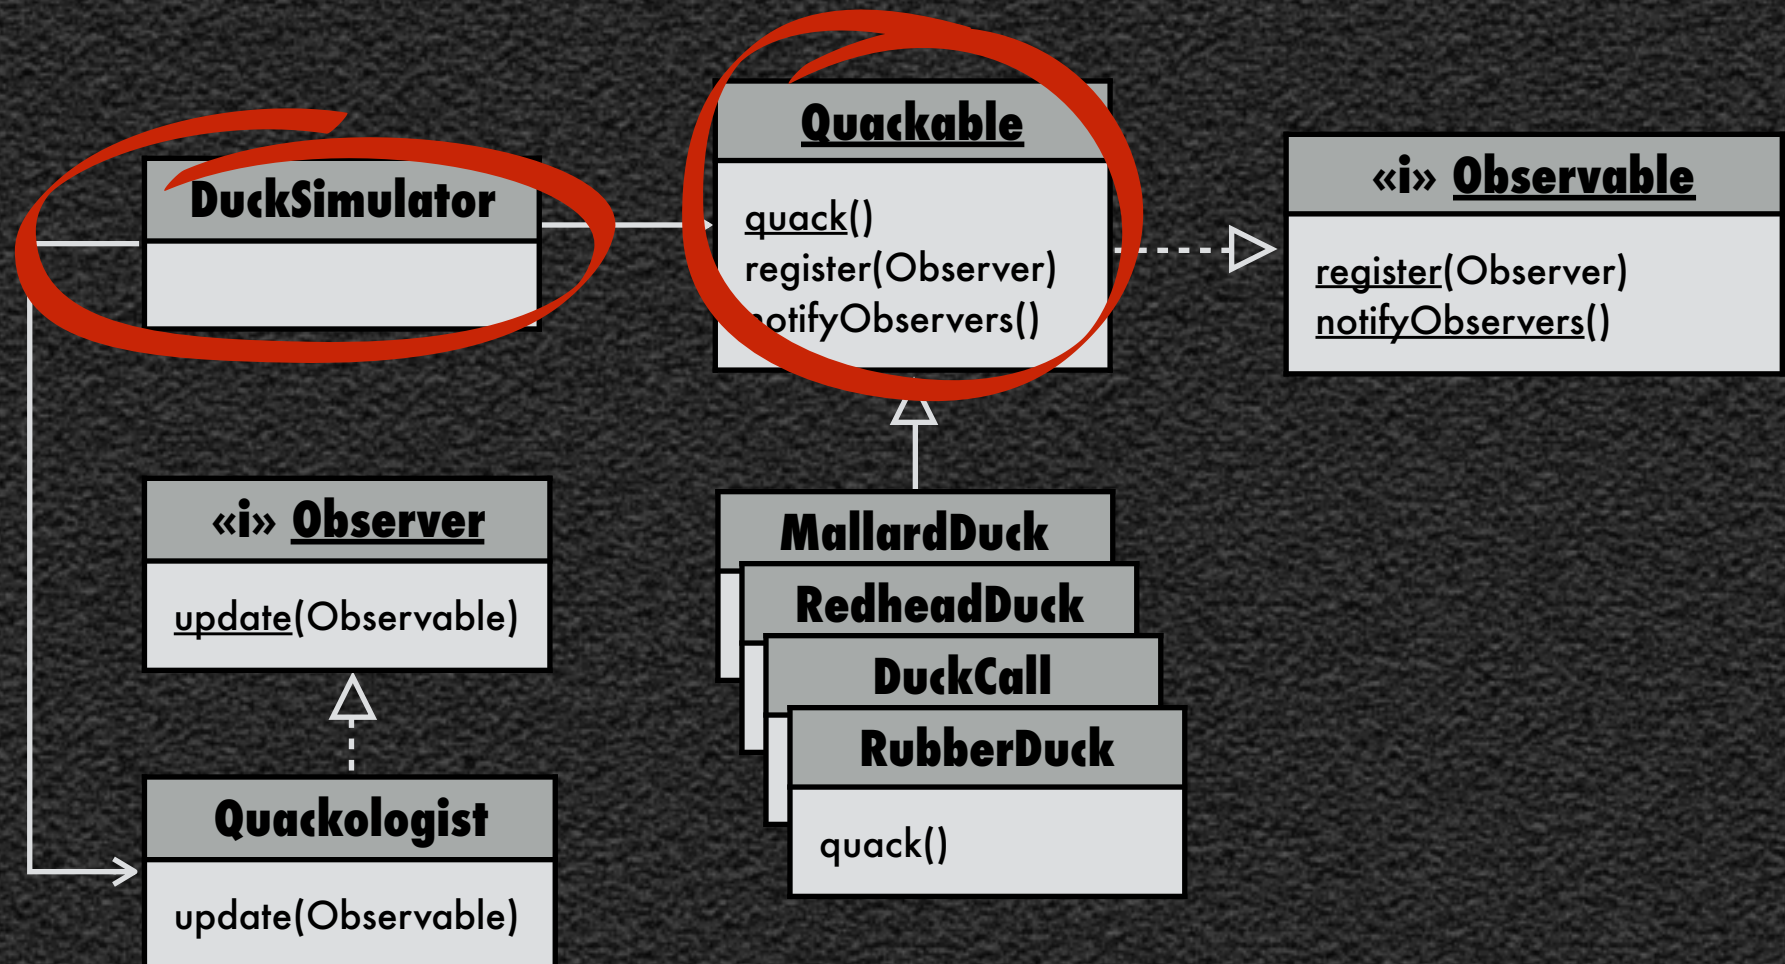 DuckSimulator
Quackable
quack()
register(Observer)
notifyObservers()
«i» Observable
register(Observer)
notifyObservers()
«i» Observer
update(Observable)
Quackologist
update(Observable)
MallardDuck
RedheadDuck
DuckCall
RubberDuck
quack()